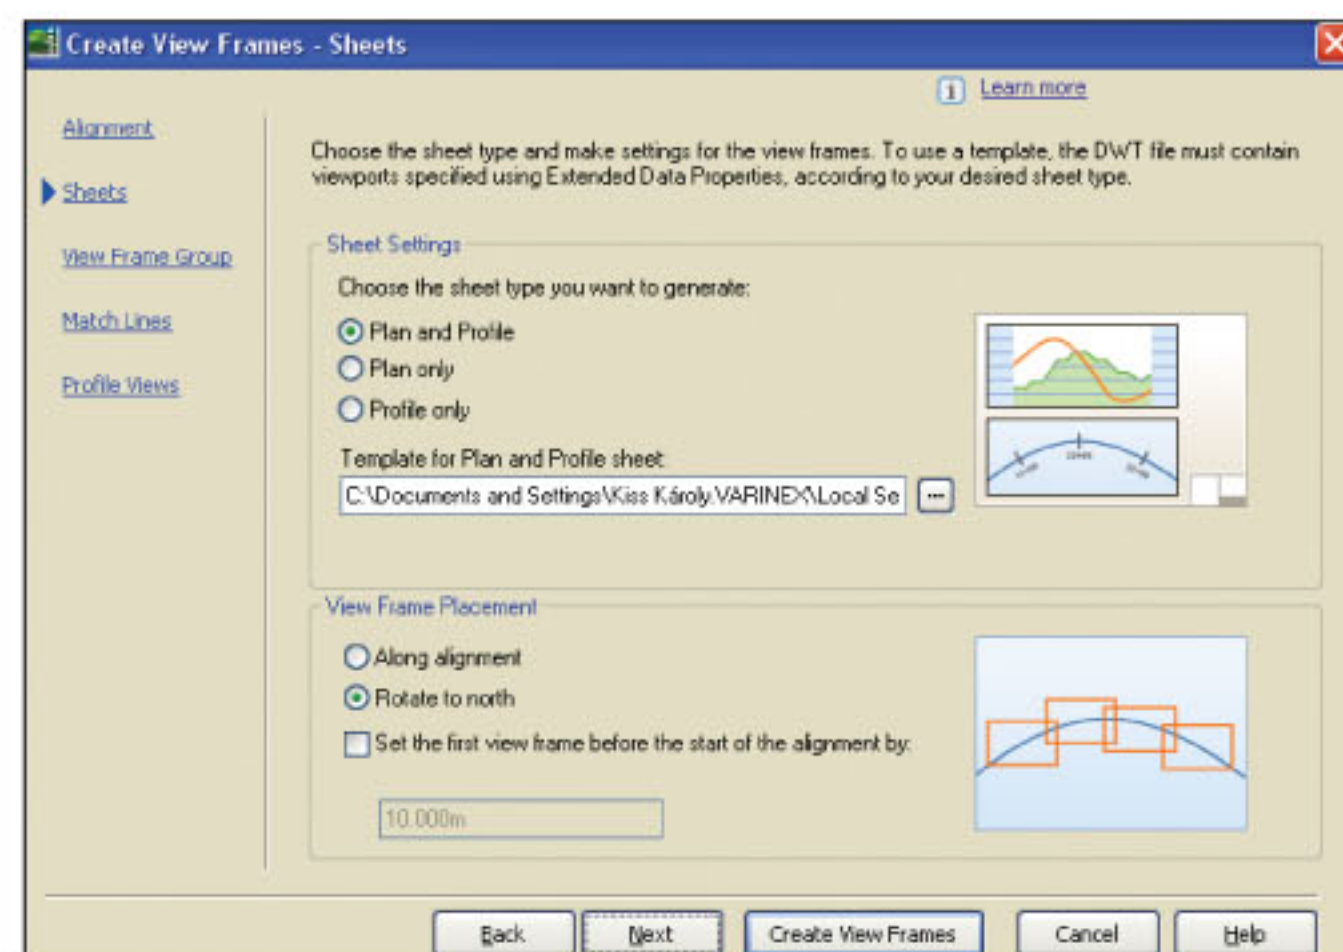 Create View Frames - Sheets
Learn more
Alignment
Sheets
View Frame Group
Match Lines
Profile Views
Choose the sheet type and make settings for the view frames. To use a template, the DWT file must contain
viewports specified using Extended Data Properties, according to your desired sheet type.
Sheet Settings
Choose the sheet type you want to generate:
Plan and Profile
Plan only
Profile only
Template for Plan and Profile sheet:
C:\Documents and Settings\Kiss Károly.VARINEX\Local Se
...
View Frame Placement
Along alignment
Rotate to north
Set the first view frame before the start of the alignment by:
10.000m
Back
Next
Create View Frames
Cancel
Help